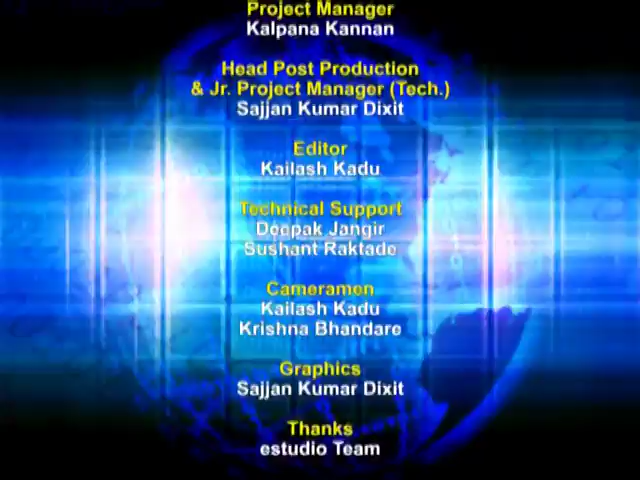 Project Manager
Kalpana Kannan
Head Post Production
& Jr. Project Manager (Tech.)
Sajjan Kumar Dixit
Editor
Kailash Kadu
Technical Support
Deepak Jangir
Sushant Raktade
Cameramen
Kailash Kadu
Krishna Bhandare
Graphics
Sajjan Kumar Dixit
Thanks
estudio Team